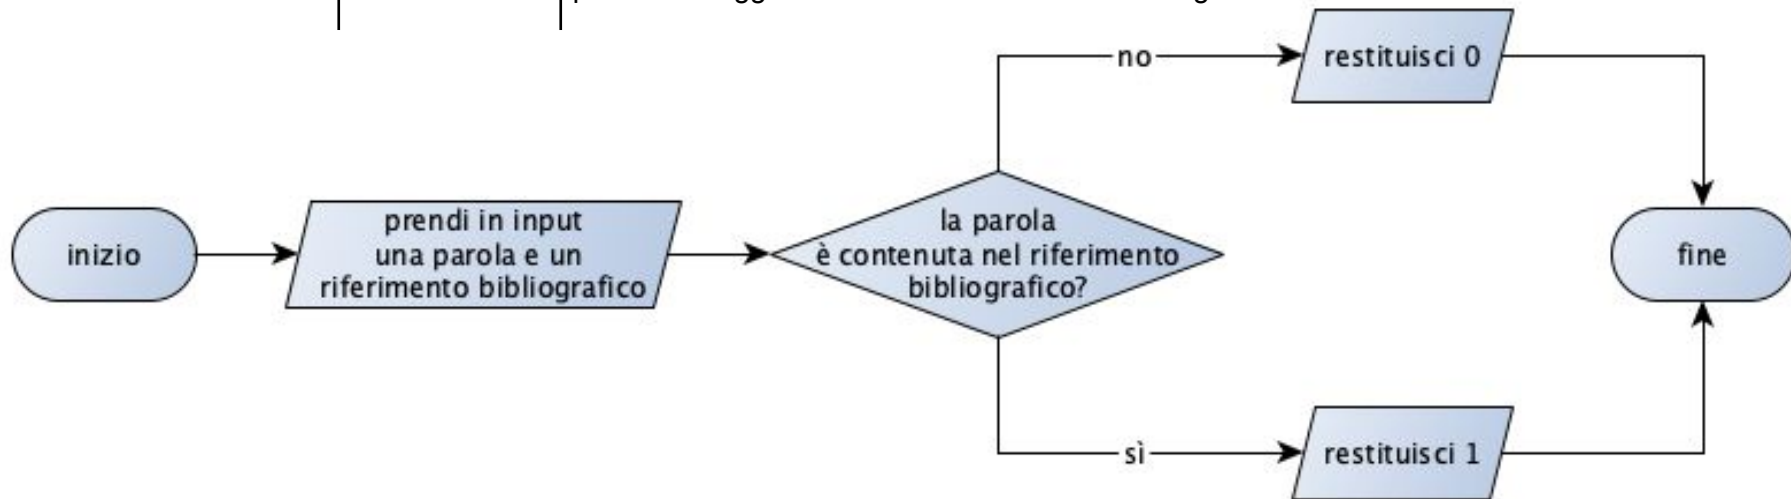 inizio
prendi in input
una parola e un
riferimento bibliografico
la parola
è contenuta nel riferimento
bibliografico?
no
restituisci 0
sì
restituisci 1
fine